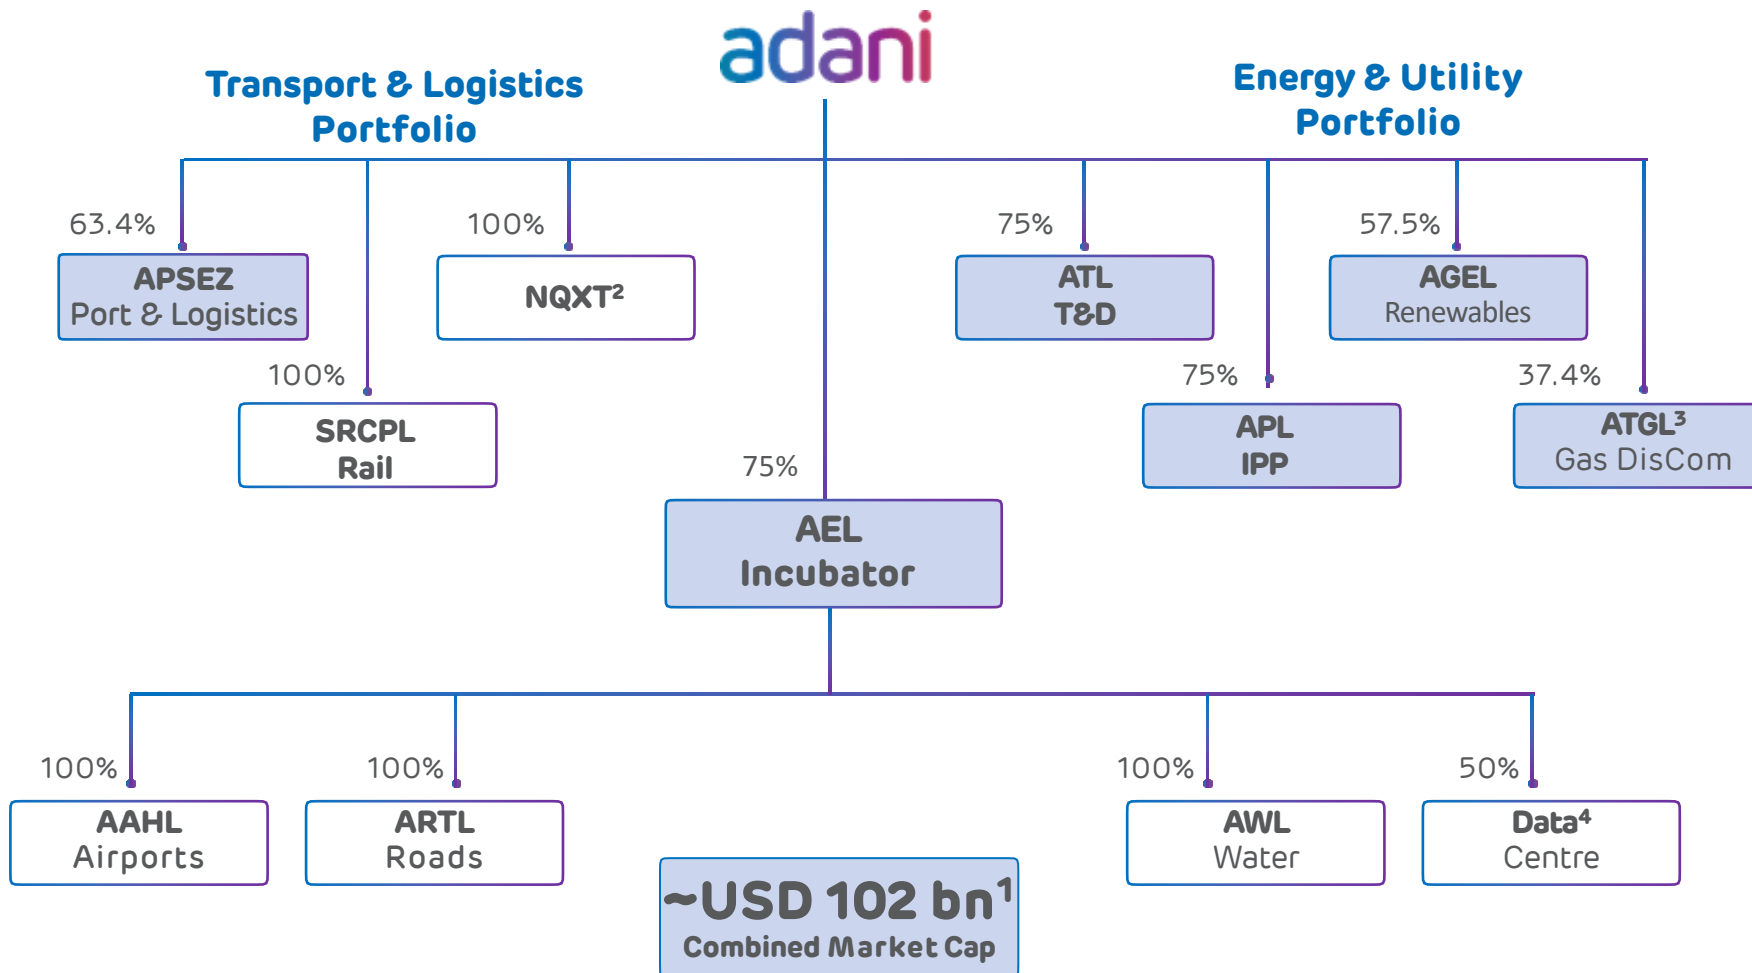 adani
Transport & Logistics
Portfolio
Energy & Utility
Portfolio
63.4%
APSEZ
Port & Logistics
100%
NQXT²
75%
ATL
T&D
57.5%
AGEL
Renewables
100%
SRCPL
Rail
75%
APL
IPP
37.4%
ATGL³
Gas DisCom
75%
AEL
Incubator
100%
AAHL
Airports
100%
ARTL
Roads
100%
AWL
Water
50%
Data⁴
Centre
~USD 102 bn¹
Combined Market Cap